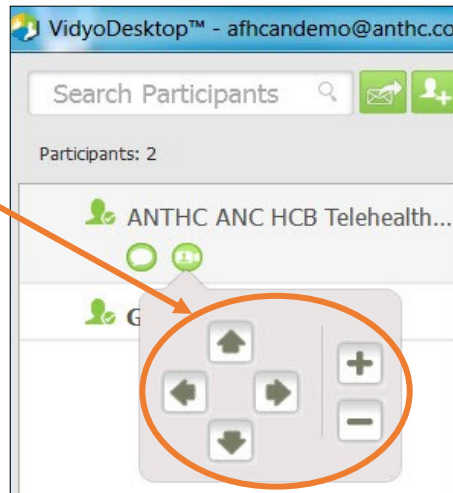 VidyoDesktop™ - afhcandemo@anthc.co
Search Participants
Participants: 2
ANTHC ANC HCB Telehealth...
G